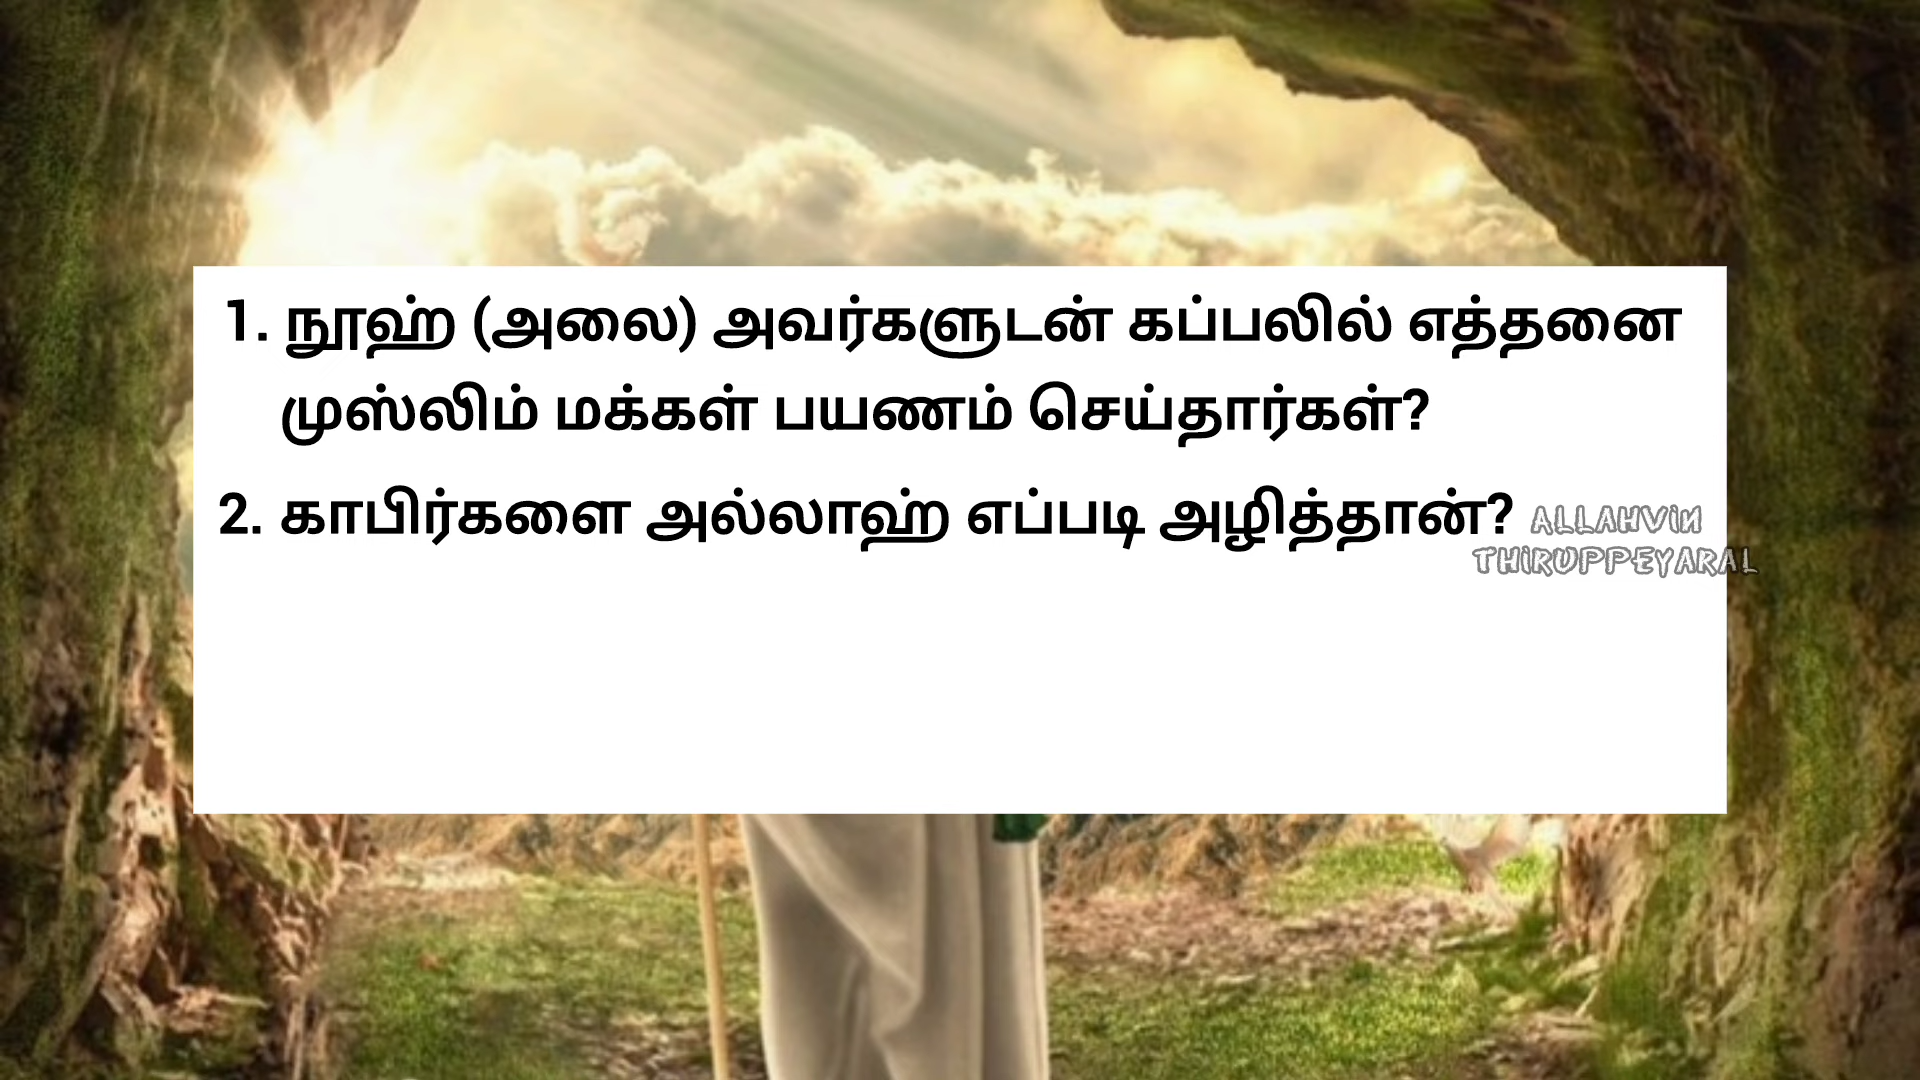 1. நூஹ் (அலை) அவர்களுடன் கப்பலில் எத்தனை
முஸ்லிம் மக்கள் பயணம் செய்தார்கள்?
2. காபிர்களை அல்லாஹ் எப்படி அழித்தான்?
ALLAHViN
THiRUPPEYARAL